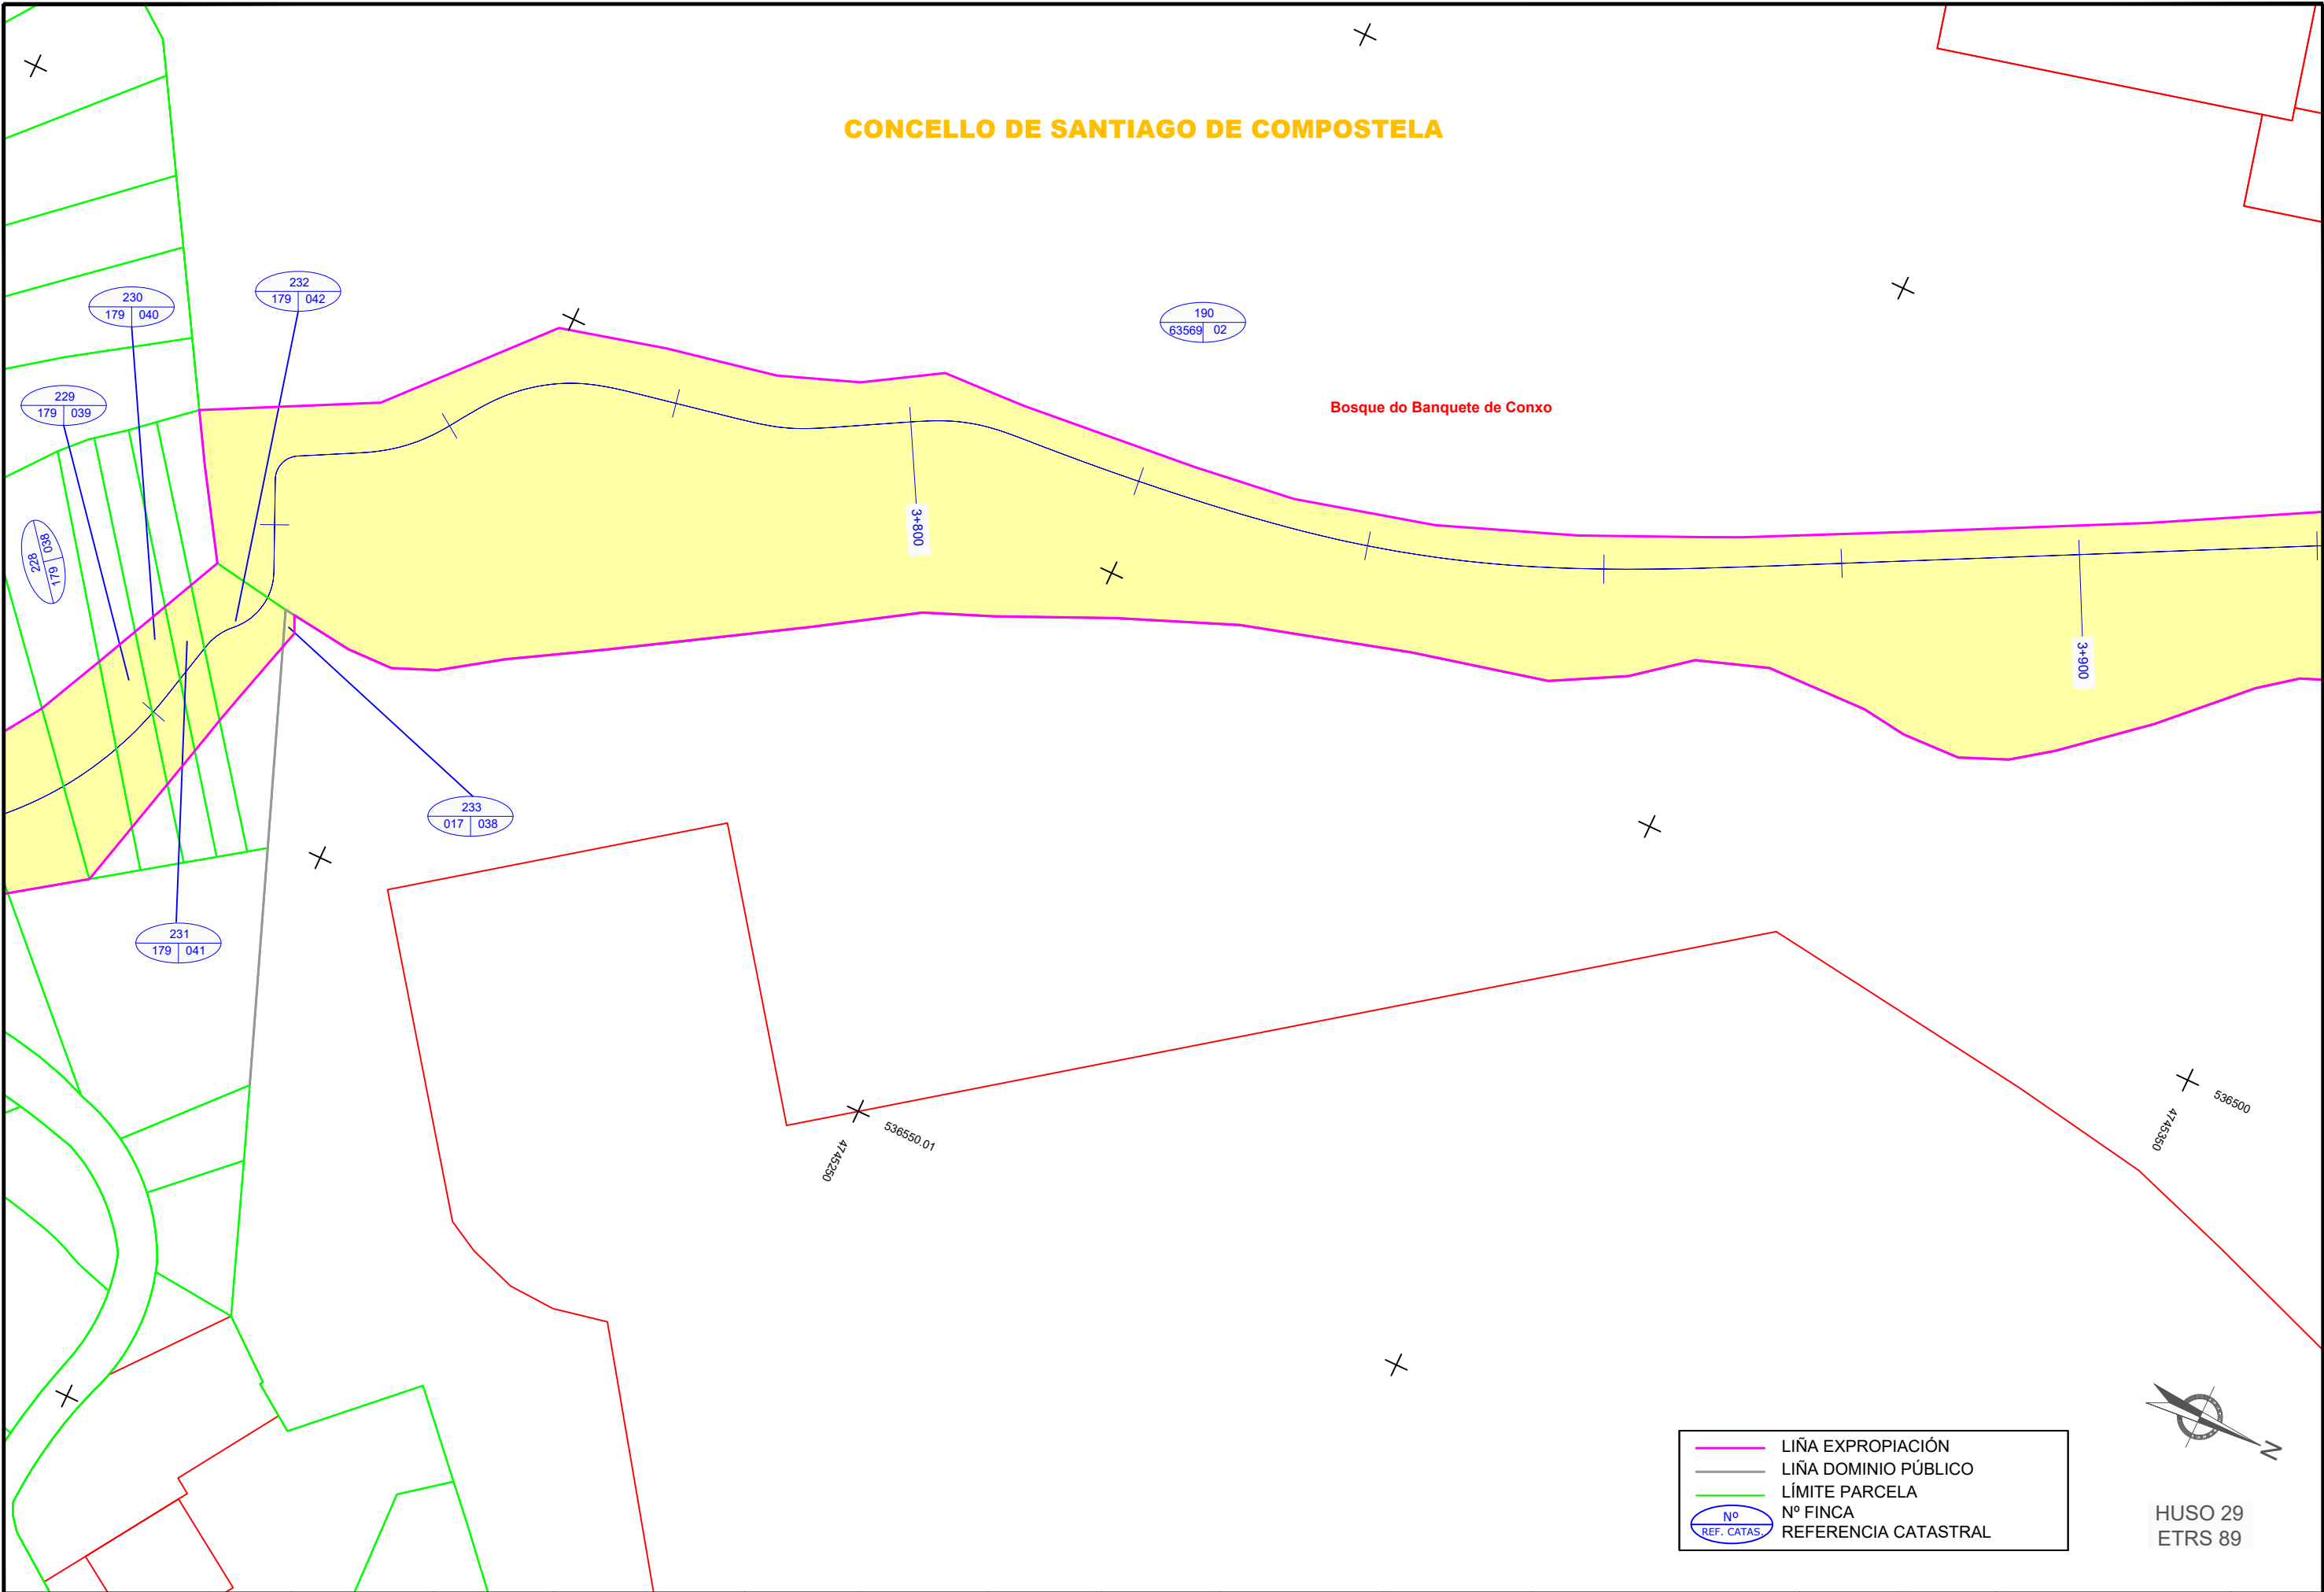 CONCELLO DE SANTIAGO DE COMPOSTELA
232
179 042
230
179 040
190
63569 02
229
179 039
Bosque do Banquete de Conxo
228
179 038
3+800
3+900
233
017 038
231
179 041
536500
4745350
536550.01
4745250
LIÑA EXPROPIACIÓN
LIÑA DOMINIO PÚBLICO
LÍMITE PARCELA
Nº
REF. CATAS.
Nº FINCA
REFERENCIA CATASTRAL
N
HUSO 29
ETRS 89